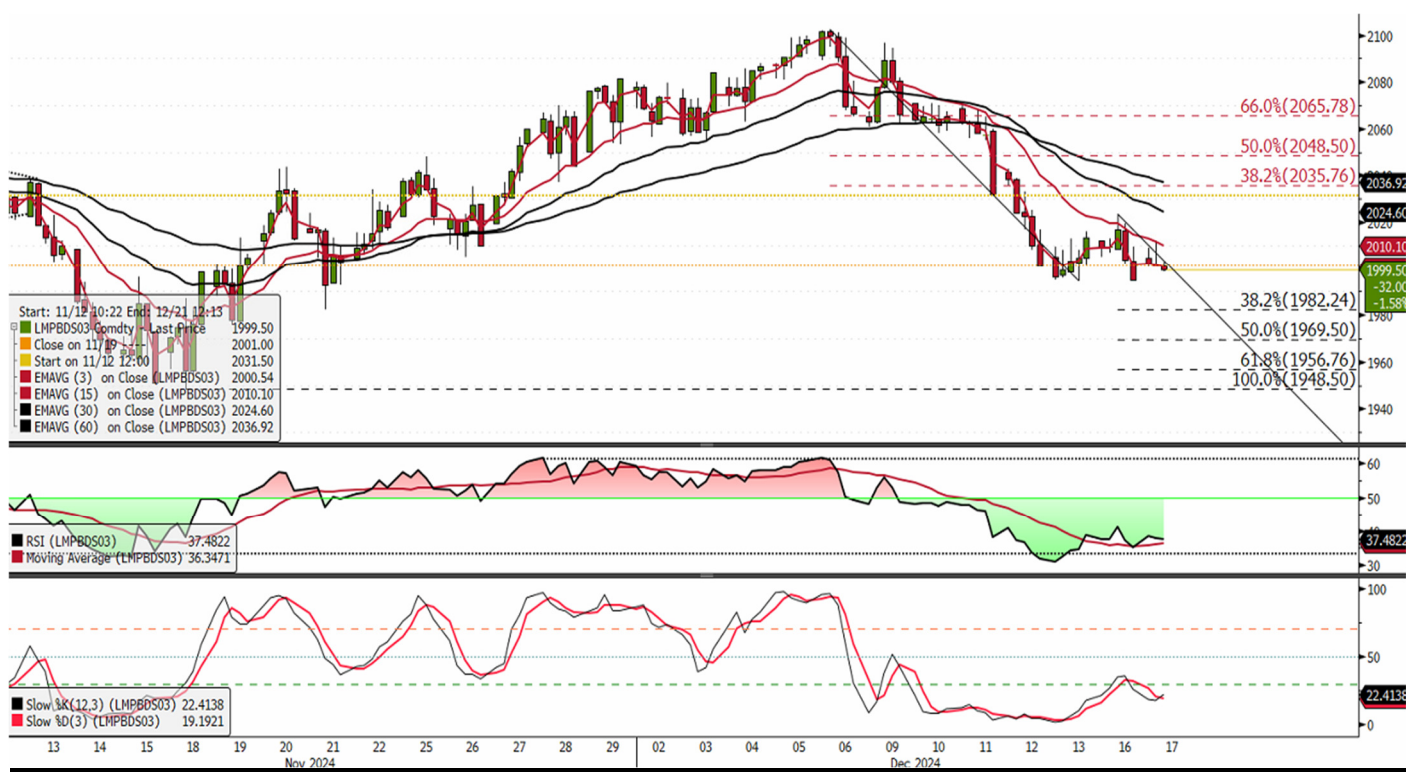 2100
2080
2060
2036.92
2024.60
2020
2010.10
1999.50
-32.00
-1.58%
1980
1960
1940
66.0%(2065.78)
50.0%(2048.50)
38.2%(2035.76)
38.2%(1982.24)
50.0%(1969.50)
61.8%(1956.76)
100.0%(1948.50)
Start: 11/12 10:22 End: 12/21 12:13
LMPBDS03 Comdty - Last Price 1999.50
Close on 11/19 ---- 2001.00
Start on 11/12 12:00 2031.50
EMAVG (3) on Close (LMPBDS03) 2000.54
EMAVG (15) on Close (LMPBDS03) 2010.10
EMAVG (30) on Close (LMPBDS03) 2024.60
EMAVG (60) on Close (LMPBDS03) 2036.92
60
50
37.4822
30
RSI (LMPBDS03) 37.4822
Moving Average (LMPBDS03) 36.3471
100
50
22.4138
0
Slow %K(12,3) (LMPBDS03) 22.4138
Slow %D(3) (LMPBDS03) 19.1921
13 14 15 18 19 20 21 22 25 26 27 28 29 02 03 04 05 06 09 10 11 12 13 16 17
Nov 2024 Dec 2024